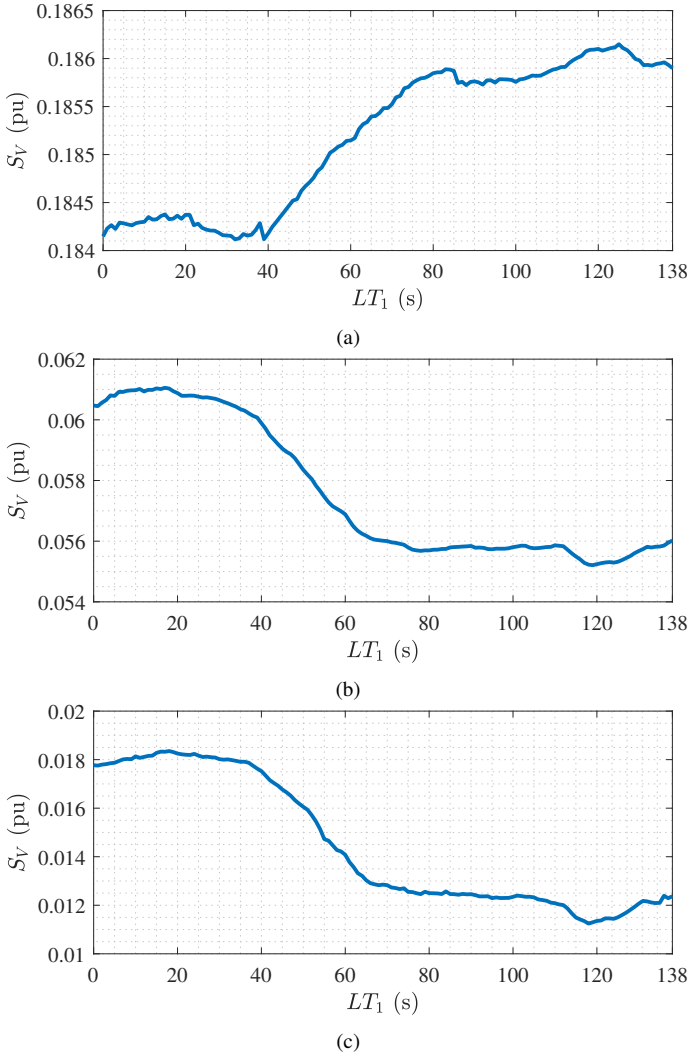 0.1865
0.186
0.1855
0.185
0.1845
0.184
S_V (pu)
0 20 40 60 80 100 120 138
LT_1 (s)
(a)
0.062
0.06
0.058
0.056
0.054
S_V (pu)
0 20 40 60 80 100 120 138
LT_1 (s)
(b)
0.02
0.018
0.016
0.014
0.012
0.01
S_V (pu)
0 20 40 60 80 100 120 138
LT_1 (s)
(c)